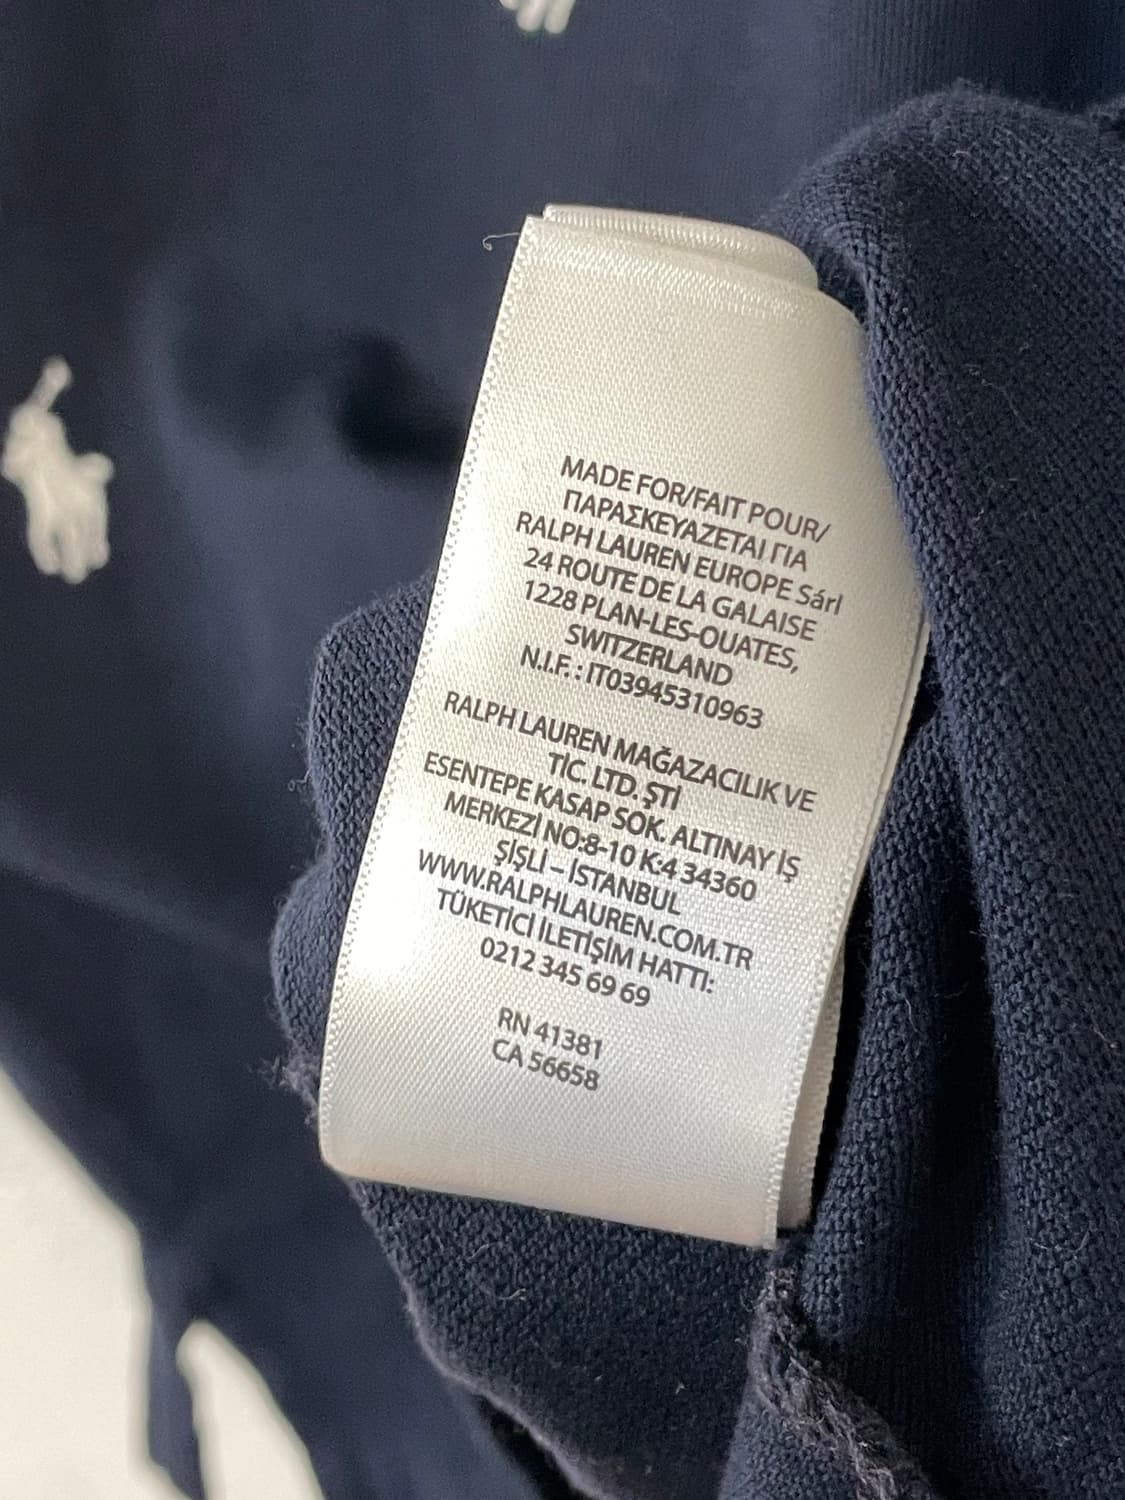 MADE FOR/FAIT POUR/
ΠΑΡΑΣΚΕΥΑΖΕΤΑΙ ΓΙΑ
RALPH LAUREN EUROPE Sárl
24 ROUTE DE LA GALAISE
1228 PLAN-LES-OUATES,
SWITZERLAND
N.I.F. : IT03945310963
RALPH LAUREN MAĞAZACILIK VE
TİC. LTD. ŞTİ
ESENTEPE KASAP SOK. ALTINAY İŞ
MERKEZİ NO:8-10 K:4 34360
ŞİŞLİ – İSTANBUL
WWW.RALPHLAUREN.COM.TR
TÜKETİCİ İLETİŞİM HATTI:
0212 345 69 69
RN 41381
CA 56658